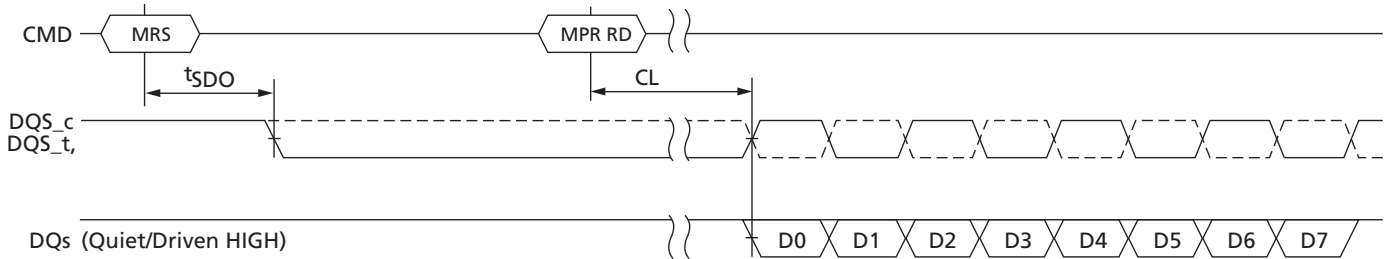 CMD MRS MPR RD
tSDO CL
DQS_c
DQS_t,
DQs (Quiet/Driven HIGH) D0 D1 D2 D3 D4 D5 D6 D7